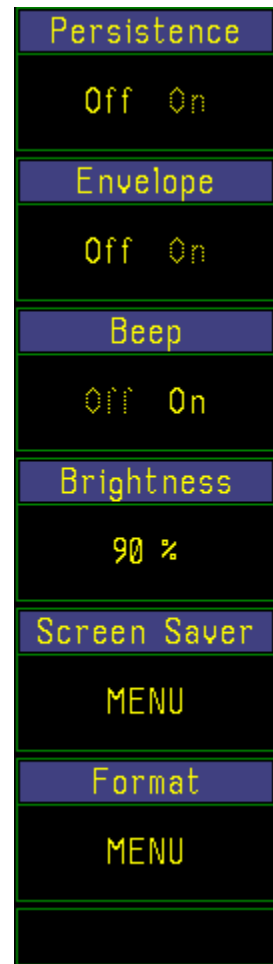 Persistence
Off On
Envelope
Off On
Beep
Off On
Brightness
90 %
Screen Saver
MENU
Format
MENU